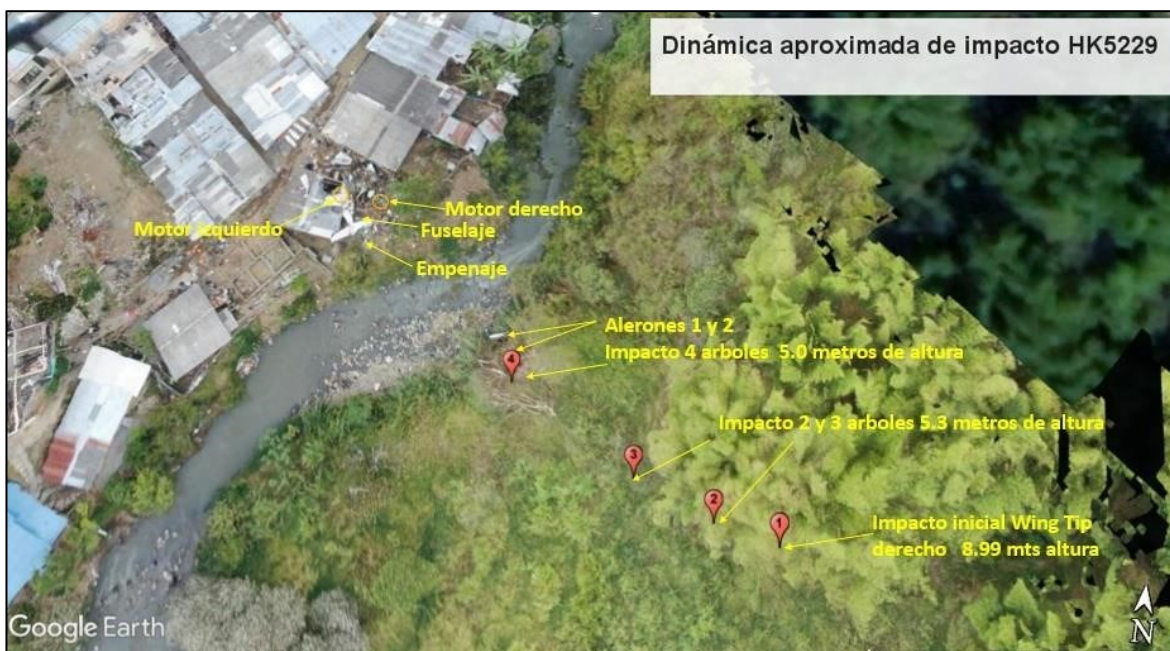 Dinámica aproximada de impacto HK5229
Motor derecho
Motor izquierdo
Fuselaje
Empenaje
Alerones 1 y 2
4
Impacto 4 arboles 5.0 metros de altura
Impacto 2 y 3 arboles 5.3 metros de altura
3
2
1
Impacto inicial Wing Tip
derecho 8.99 mts altura
Google Earth
N